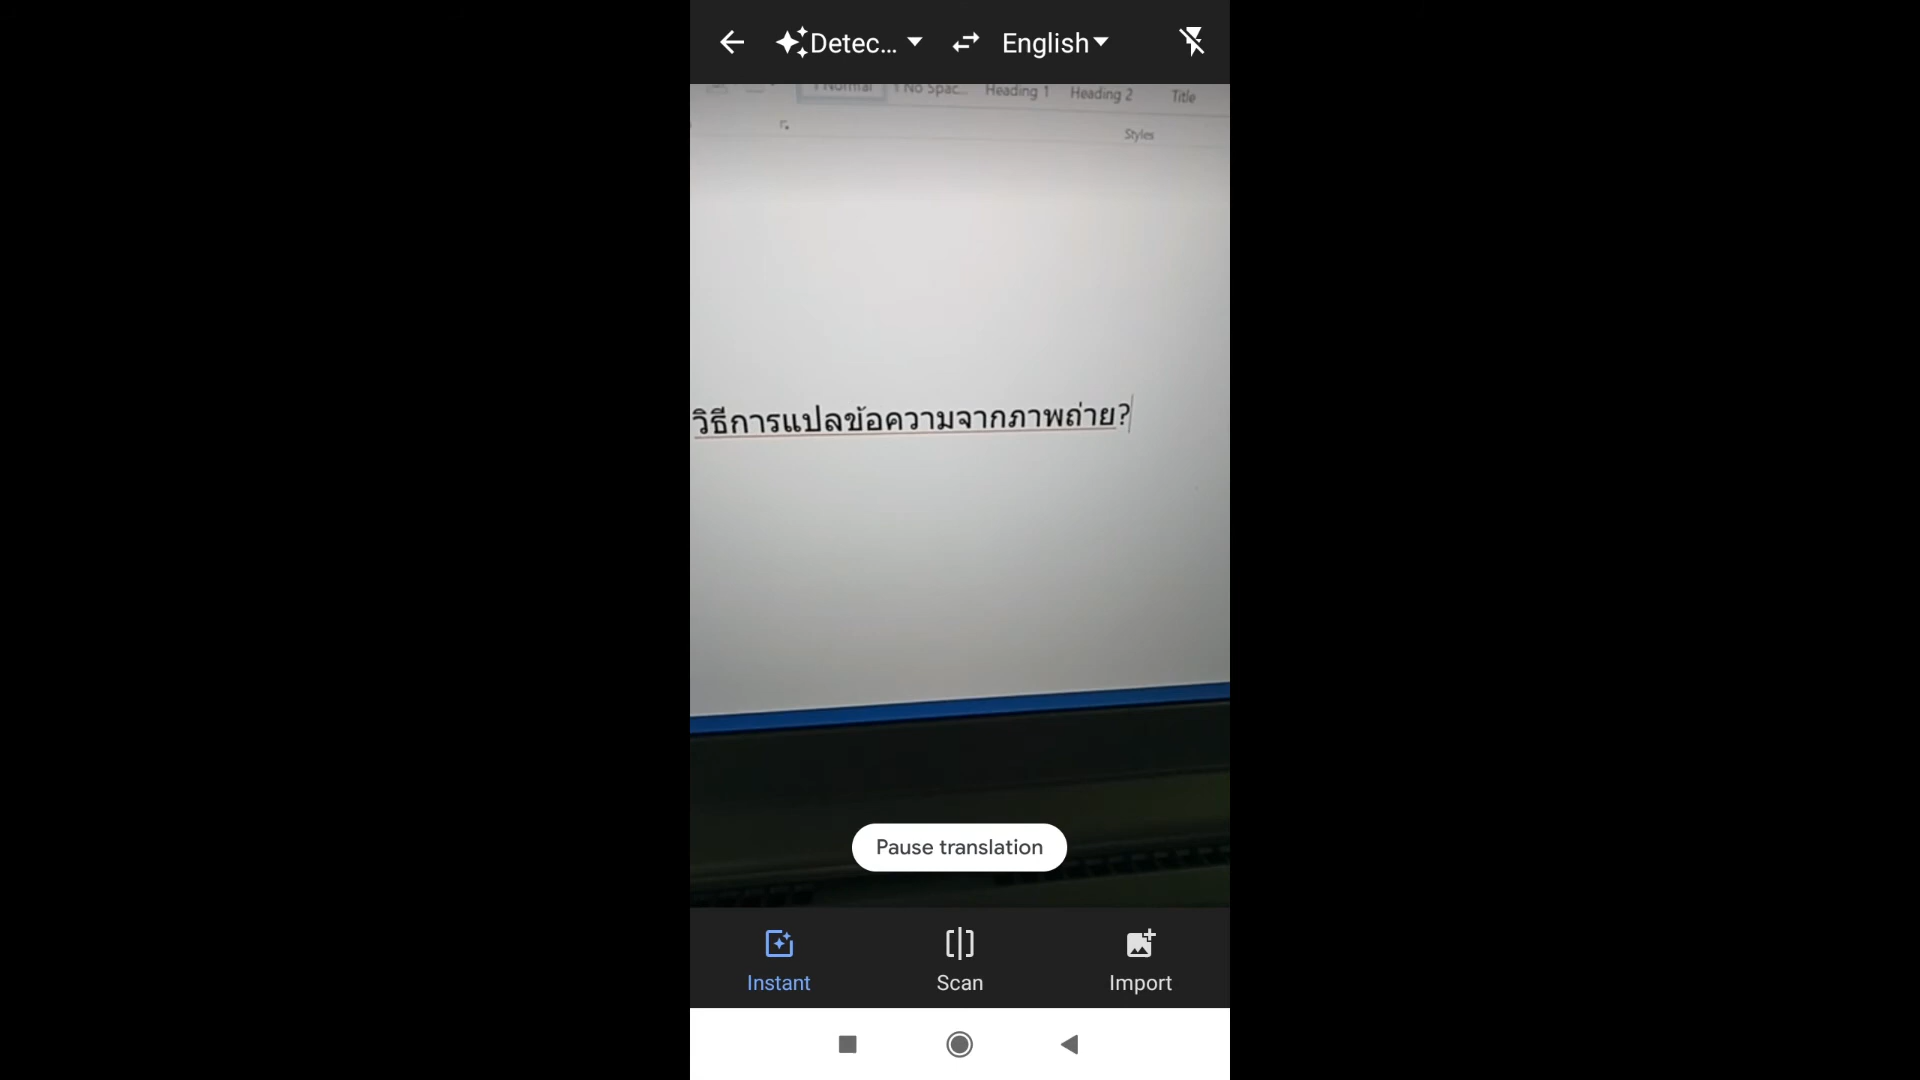 Detec... English
Normal No Spac... Heading 1 Heading 2 Title
Styles
วิธีการแปลข้อความจากภาพถ่าย?
Pause translation
Instant Scan Import